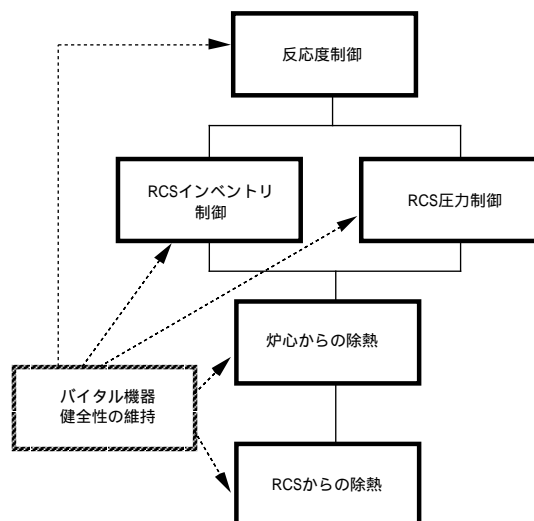 反応度制御
RCSインベントリ
制御
RCS圧力制御
炉心からの除熱
バイタル機器
健全性の維持
RCSからの除熱